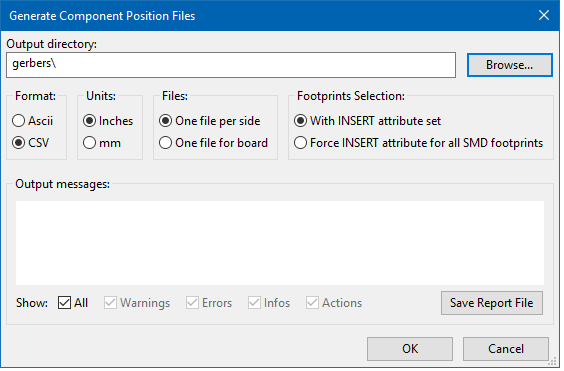 Generate Component Position Files
Output directory:
gerbers\
Browse...
Format: Units: Files: Footprints Selection:
Ascii Inches One file per side With INSERT attribute set
CSV mm One file for board Force INSERT attribute for all SMD footprints
Output messages:
Show: All Warnings Errors Infos Actions Save Report File
OK Cancel